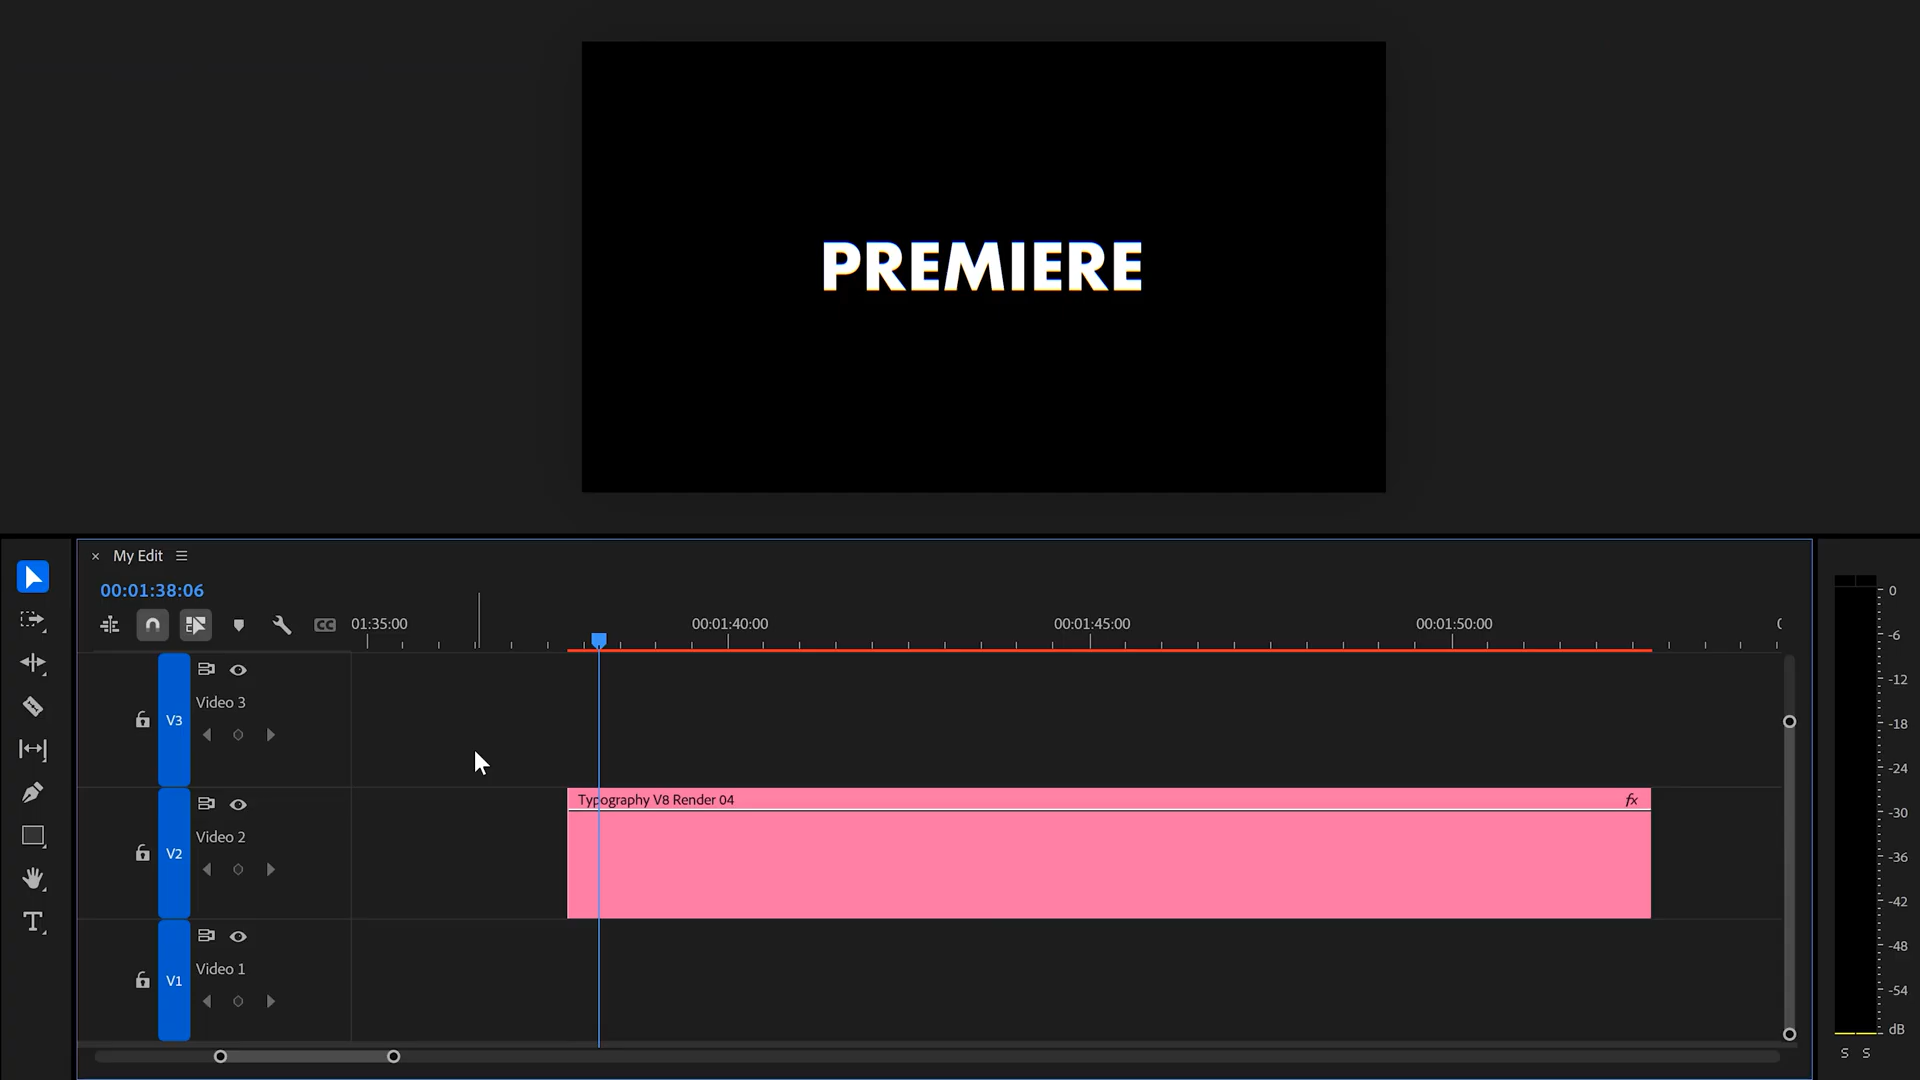 PREMIERE
My Edit
00:01:38:06
CC
01:35:00
00:01:40:00
00:01:45:00
00:01:50:00
V3
Video 3
V2
Video 2
Typography V8 Render 04
fx
V1
Video 1
T
0
-6
-12
-18
-24
-30
-36
-42
-48
-54
dB
S S